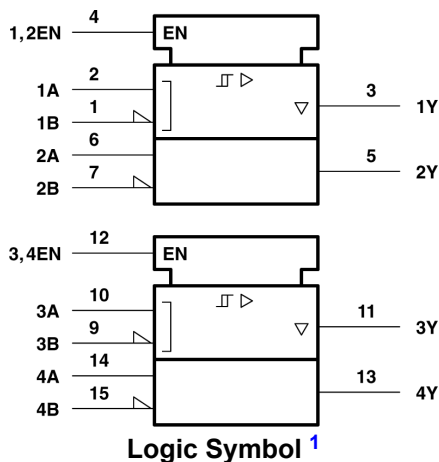 4
1,2EN EN
2
1A 3
1 1Y
1B
6
2A 5
7 2Y
2B
12
3,4EN EN
10
3A 11
9 3Y
3B
14
4A 13
15 4Y
4B
Logic Symbol 1